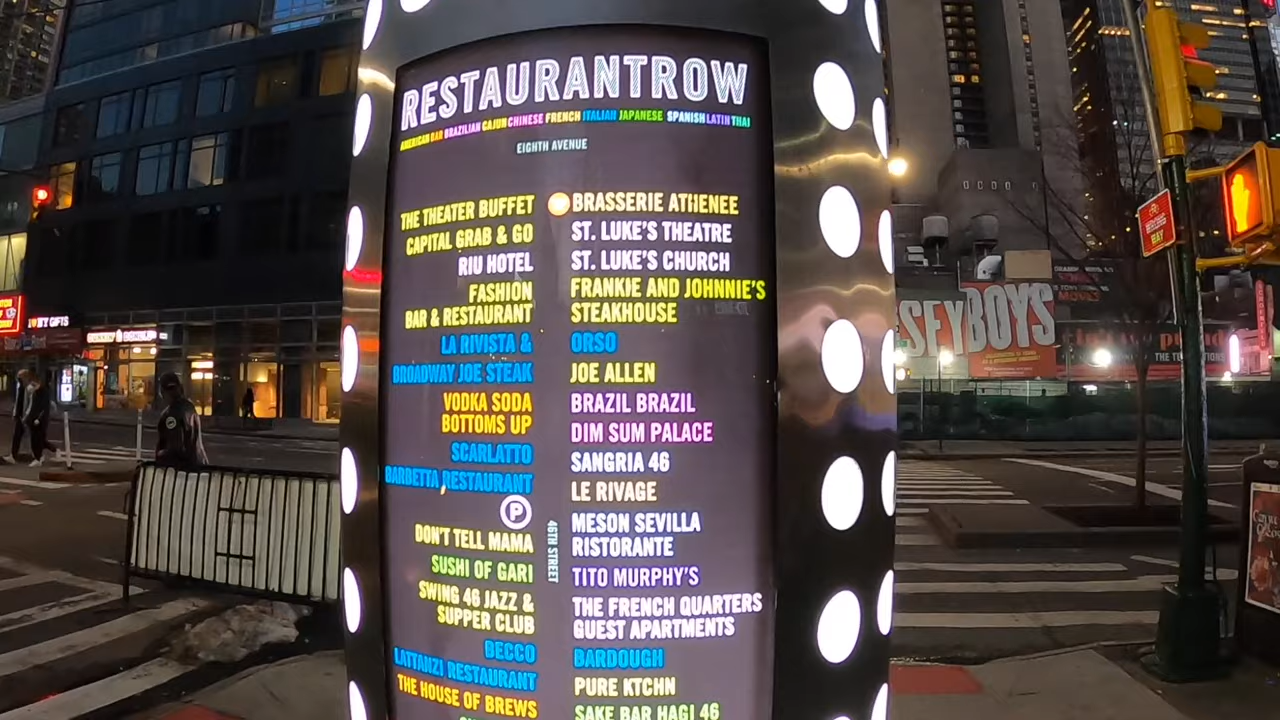 RESTAURANTROW
AMERICAN BAR BRAZILIAN CAJUN CHINESE FRENCH ITALIAN JAPANESE SPANISH LATIN THAI
EIGHTH AVENUE
THE THEATER BUFFET
CAPITAL GRAB & GO
RIU HOTEL
FASHION
BAR & RESTAURANT
LA RIVISTA &
BROADWAY JOE STEAK
VODKA SODA
BOTTOMS UP
SCARLATTO
BARBETTA RESTAURANT
P
DON'T TELL MAMA
SUSHI OF GARI
SWING 46 JAZZ &
SUPPER CLUB
BECCO
LATTANZI RESTAURANT
THE HOUSE OF BREWS
46TH STREET
BRASSERIE ATHENEE
ST. LUKE'S THEATRE
ST. LUKE'S CHURCH
FRANKIE AND JOHNNIE'S
STEAKHOUSE
ORSO
JOE ALLEN
BRAZIL BRAZIL
DIM SUM PALACE
SANGRIA 46
LE RIVAGE
MESON SEVILLA
RISTORANTE
TITO MURPHY'S
THE FRENCH QUARTERS
GUEST APARTMENTS
BARDOUGH
PURE KTCHN
SAKE BAR HAGI 46
GIFTS
SEYBOYS